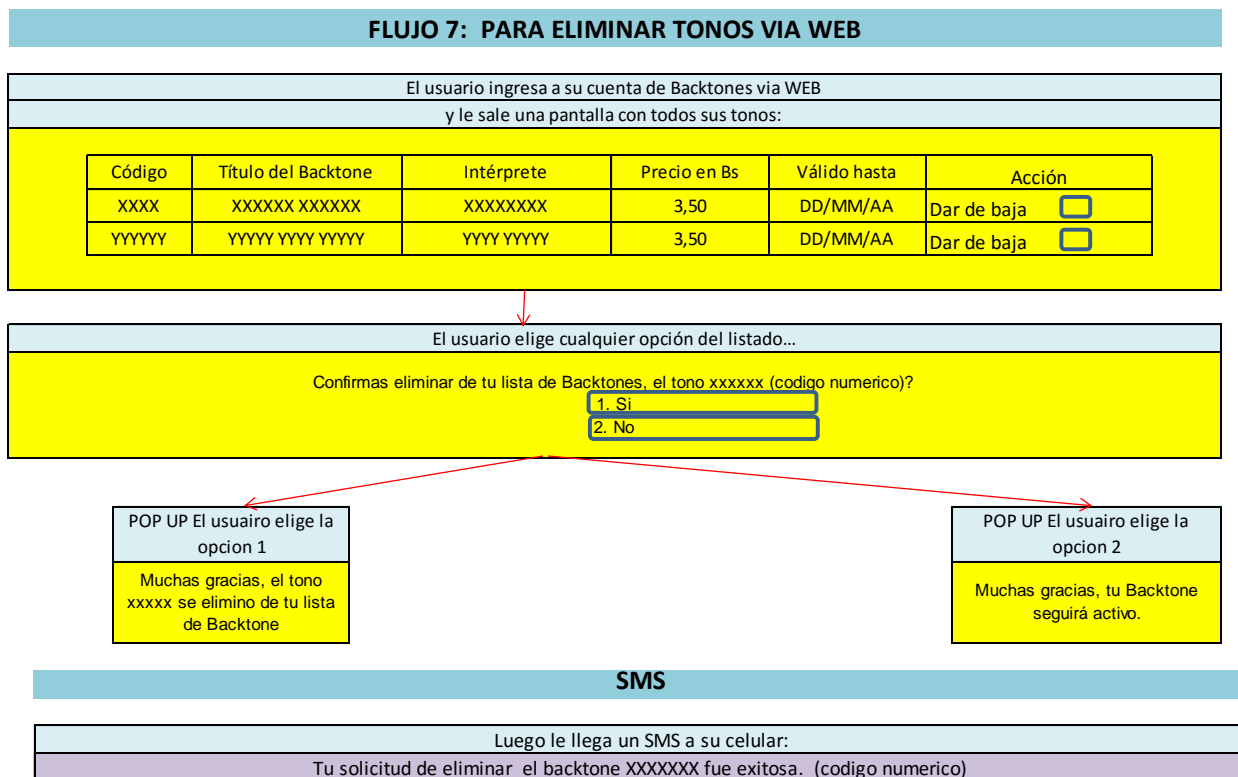 FLUJO 7: PARA ELIMINAR TONOS VIA WEB
El usuario ingresa a su cuenta de Backtones via WEB
y le sale una pantalla con todos sus tonos:
Código Título del Backtone Intérprete Precio en Bs Válido hasta Acción
XXXX XXXXXX XXXXXX XXXXXXXX 3,50 DD/MM/AA Dar de baja
YYYYYY YYYYY YYYY YYYYY YYYY YYYYY 3,50 DD/MM/AA Dar de baja
El usuario elige cualquier opción del listado...
Confirmas eliminar de tu lista de Backtones, el tono xxxxxx (codigo numerico)?
1. Si
2. No
POP UP El usuairo elige la
opcion 1
Muchas gracias, el tono
xxxxx se elimino de tu lista
de Backtone
POP UP El usuairo elige la
opcion 2
Muchas gracias, tu Backtone
seguirá activo.
SMS
Luego le llega un SMS a su celular:
Tu solicitud de eliminar el backtone XXXXXXX fue exitosa. (codigo numerico)